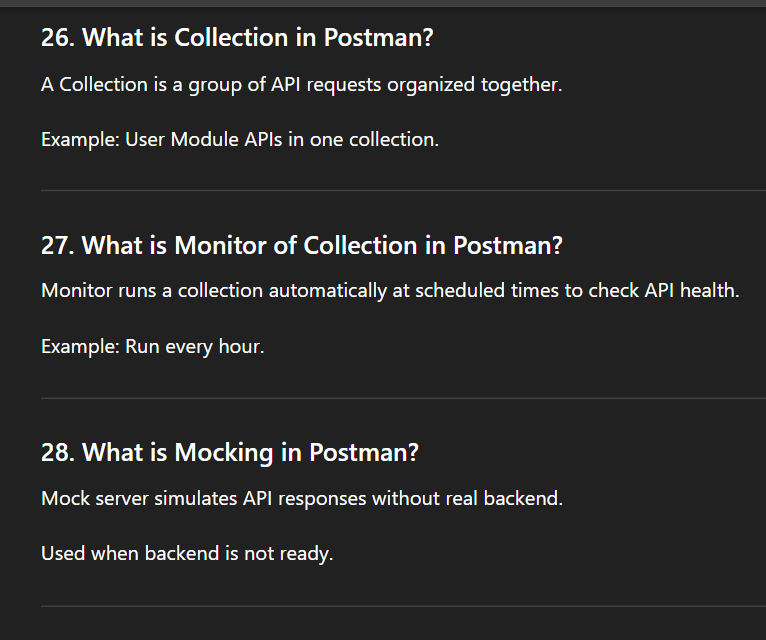 26. What is Collection in Postman?
A Collection is a group of API requests organized together.
Example: User Module APIs in one collection.
27. What is Monitor of Collection in Postman?
Monitor runs a collection automatically at scheduled times to check API health.
Example: Run every hour.
28. What is Mocking in Postman?
Mock server simulates API responses without real backend.
Used when backend is not ready.